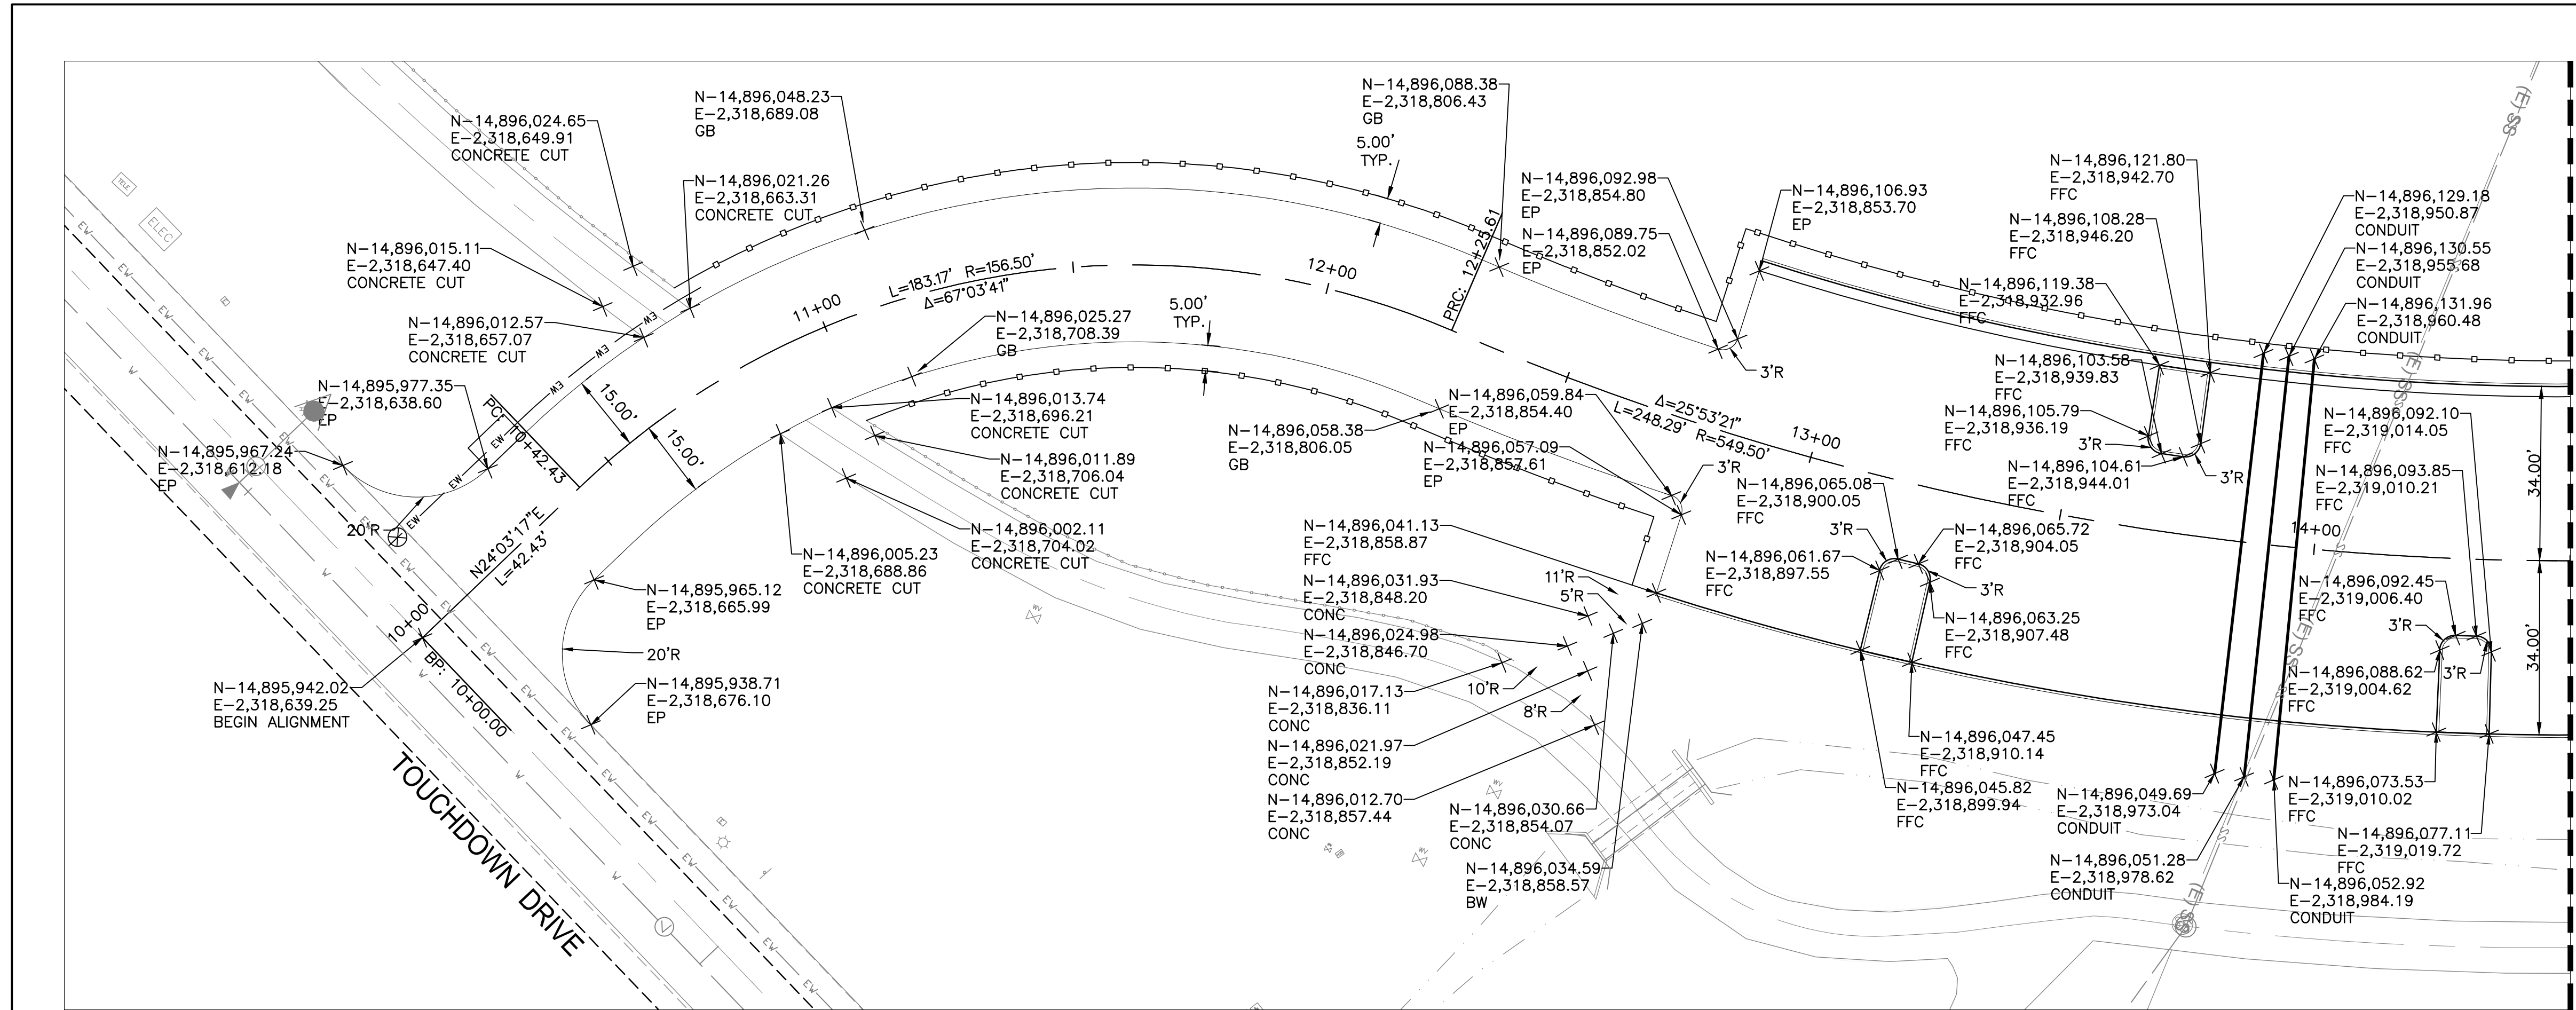 N-14,896,024.65
E-2,318,649.91
CONCRETE CUT
N-14,896,048.23
E-2,318,689.08
GB
N-14,896,088.38
E-2,318,806.43
GB
5.00'
TYP.
N-14,896,021.26
E-2,318,663.31
CONCRETE CUT
TELE
ELEC
N-14,896,015.11
E-2,318,647.40
CONCRETE CUT
N-14,896,012.57
E-2,318,657.07
CONCRETE CUT
N-14,895,977.35
E-2,318,638.60
EP
N-14,895,967.24
E-2,318,612.18
EP
20'R
PC: 10+42.43
N24°03'17"E
L=42.43'
10+00
BP: 10+00.00
N-14,895,942.02
E-2,318,639.25
BEGIN ALIGNMENT
TOUCHDOWN DRIVE
15.00'
15.00'
11+00
L=183.17' R=156.50'
Δ=67°03'41"
12+00
PRC: 12+25.61
5.00'
TYP.
N-14,896,025.27
E-2,318,708.39
GB
N-14,896,013.74
E-2,318,696.21
CONCRETE CUT
N-14,896,011.89
E-2,318,706.04
CONCRETE CUT
N-14,896,002.11
E-2,318,704.02
CONCRETE CUT
N-14,896,005.23
E-2,318,688.86
CONCRETE CUT
N-14,895,965.12
E-2,318,665.99
EP
20'R
N-14,895,938.71
E-2,318,676.10
EP
N-14,896,092.98
E-2,318,854.80
EP
N-14,896,089.75
E-2,318,852.02
EP
N-14,896,106.93
E-2,318,853.70
EP
3'R
N-14,896,059.84
E-2,318,854.40
EP
N-14,896,058.38
E-2,318,806.05
GB
N-14,896,057.09
E-2,318,857.61
EP
3'R
Δ=25°53'21"
L=248.29' R=549.50'
13+00
N-14,896,041.13
E-2,318,858.87
FFC
N-14,896,031.93
E-2,318,848.20
CONC
N-14,896,024.98
E-2,318,846.70
CONC
N-14,896,017.13
E-2,318,836.11
CONC
N-14,896,021.97
E-2,318,852.19
CONC
N-14,896,012.70
E-2,318,857.44
CONC
11'R
5'R
10'R
8'R
N-14,896,030.66
E-2,318,854.07
CONC
N-14,896,034.59
E-2,318,858.57
BW
N-14,896,065.08
E-2,318,900.05
FFC
3'R
N-14,896,061.67
E-2,318,897.55
FFC
N-14,896,065.72
E-2,318,904.05
FFC
3'R
N-14,896,063.25
E-2,318,907.48
FFC
N-14,896,047.45
E-2,318,910.14
FFC
N-14,896,045.82
E-2,318,899.94
FFC
N-14,896,121.80
E-2,318,942.70
FFC
N-14,896,108.28
E-2,318,946.20
FFC
N-14,896,119.38
E-2,318,932.96
FFC
N-14,896,103.58
E-2,318,939.83
FFC
N-14,896,105.79
E-2,318,936.19
FFC
3'R
N-14,896,104.61
E-2,318,944.01
FFC
3'R
N-14,896,129.18
E-2,318,950.87
CONDUIT
N-14,896,130.55
E-2,318,955.68
CONDUIT
N-14,896,131.96
E-2,318,960.48
CONDUIT
N-14,896,092.10
E-2,319,014.05
FFC
N-14,896,093.85
E-2,319,010.21
FFC
14+00
N-14,896,092.45
E-2,319,006.40
FFC
3'R
N-14,896,088.62
E-2,319,004.62
FFC
3'R
34.00'
34.00'
N-14,896,049.69
E-2,318,973.04
CONDUIT
N-14,896,051.28
E-2,318,978.62
CONDUIT
N-14,896,073.53
E-2,319,010.02
FFC
N-14,896,077.11
E-2,319,019.72
FFC
N-14,896,052.92
E-2,318,984.19
CONDUIT
(E) SS
(E) SS
(E) SS
(E) SS
EW
EW
EW
EW
EW
EW
EW
EW
EW
EW
EW
EW
EW
W
W
W
W
W
V